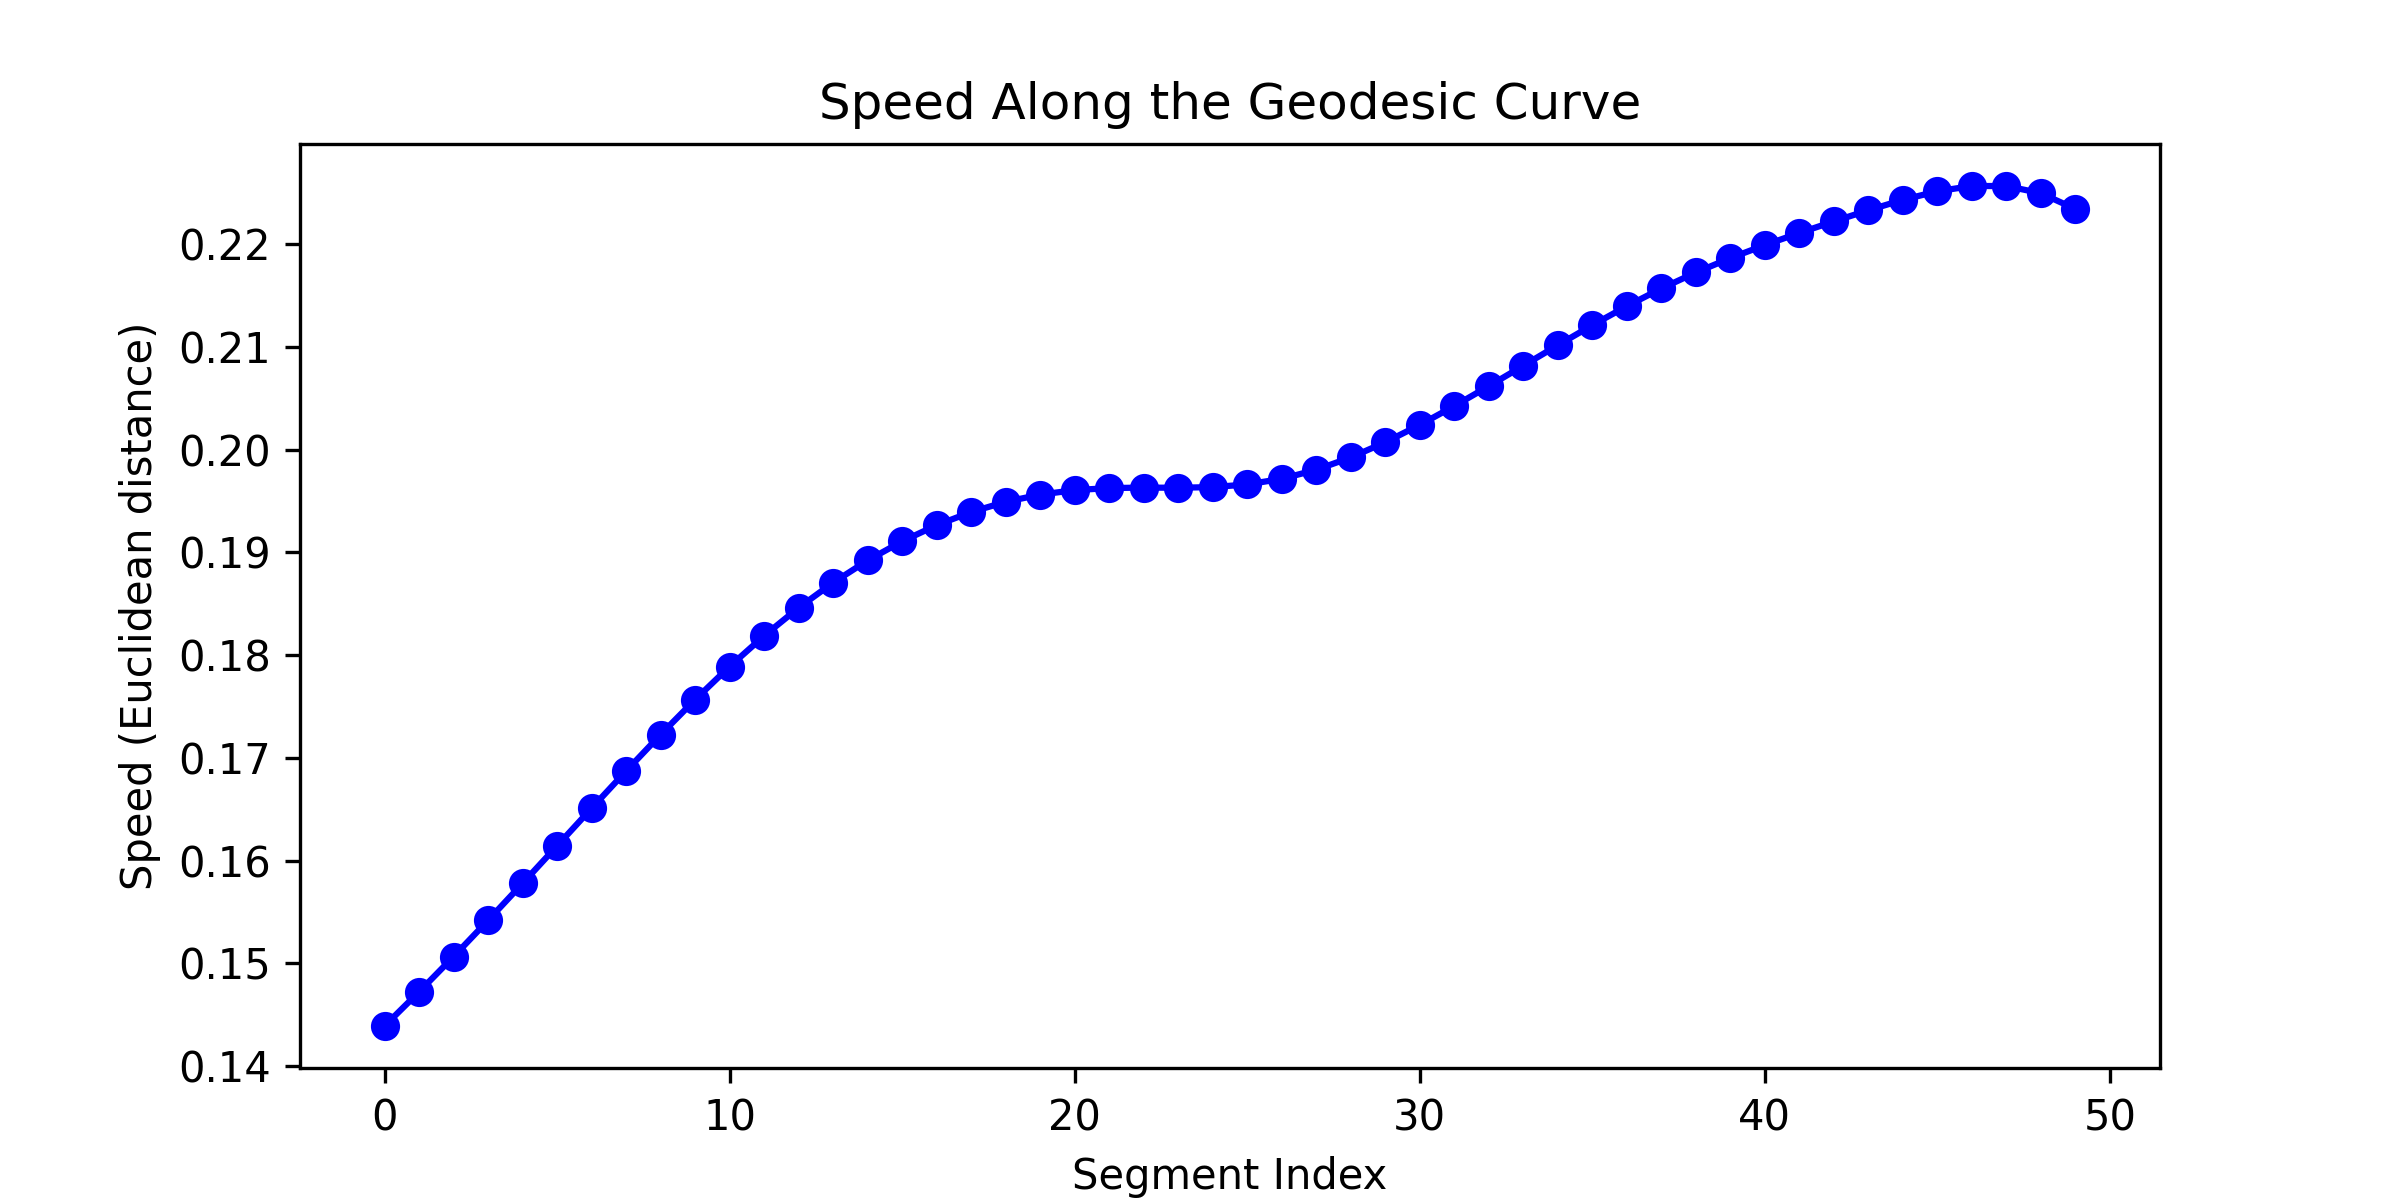 Speed Along the Geodesic Curve
Speed (Euclidean distance)
0.22
0.21
0.20
0.19
0.18
0.17
0.16
0.15
0.14
0 10 20 30 40 50
Segment Index